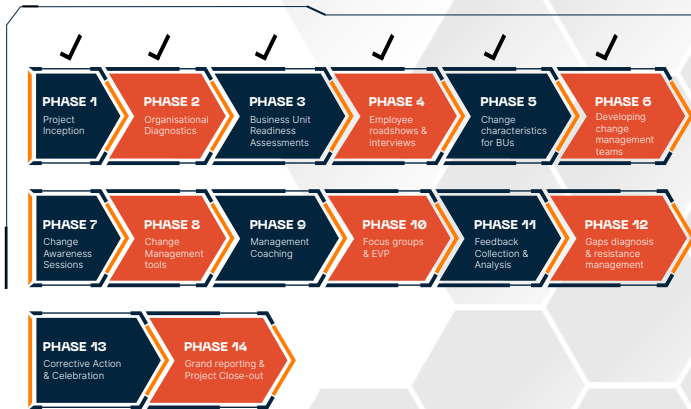 PHASE 1
Project
Inception
PHASE 2
Organisational
Diagnostics
PHASE 3
Business Unit
Readiness
Assessments
PHASE 4
Employee
roadshows &
interviews
PHASE 5
Change
characteristics
for BUs
PHASE 6
Developing
change
management
teams
PHASE 7
Change
Awareness
Sessions
PHASE 8
Change
Management
tools
PHASE 9
Management
Coaching
PHASE 10
Focus groups
& EVP
PHASE 11
Feedback
Collection &
Analysis
PHASE 12
Gaps diagnosis
& resistance
management
PHASE 13
Corrective Action
& Celebration
PHASE 14
Grand reporting &
Project Close-out